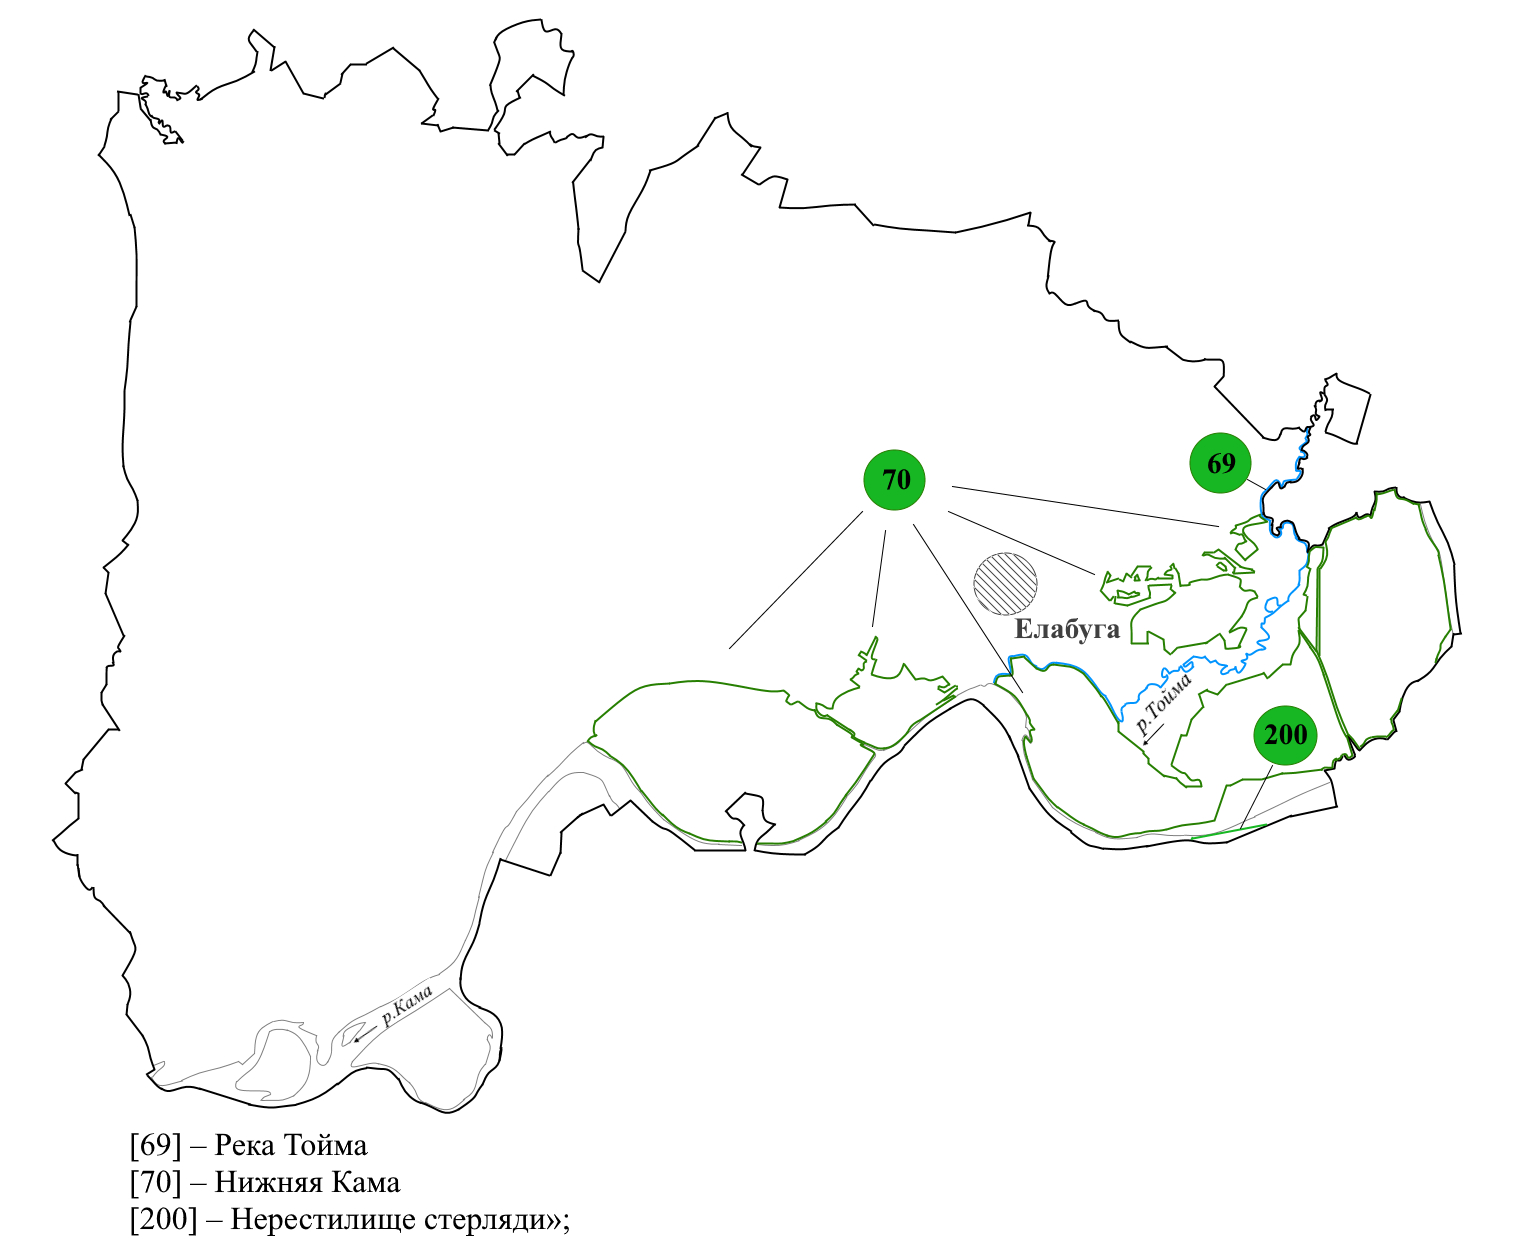 69
70
Елабуга
р.Тойма
200
р.Кама
[69] – Река Тойма
[70] – Нижняя Кама
[200] – Нерестилище стерляди»;